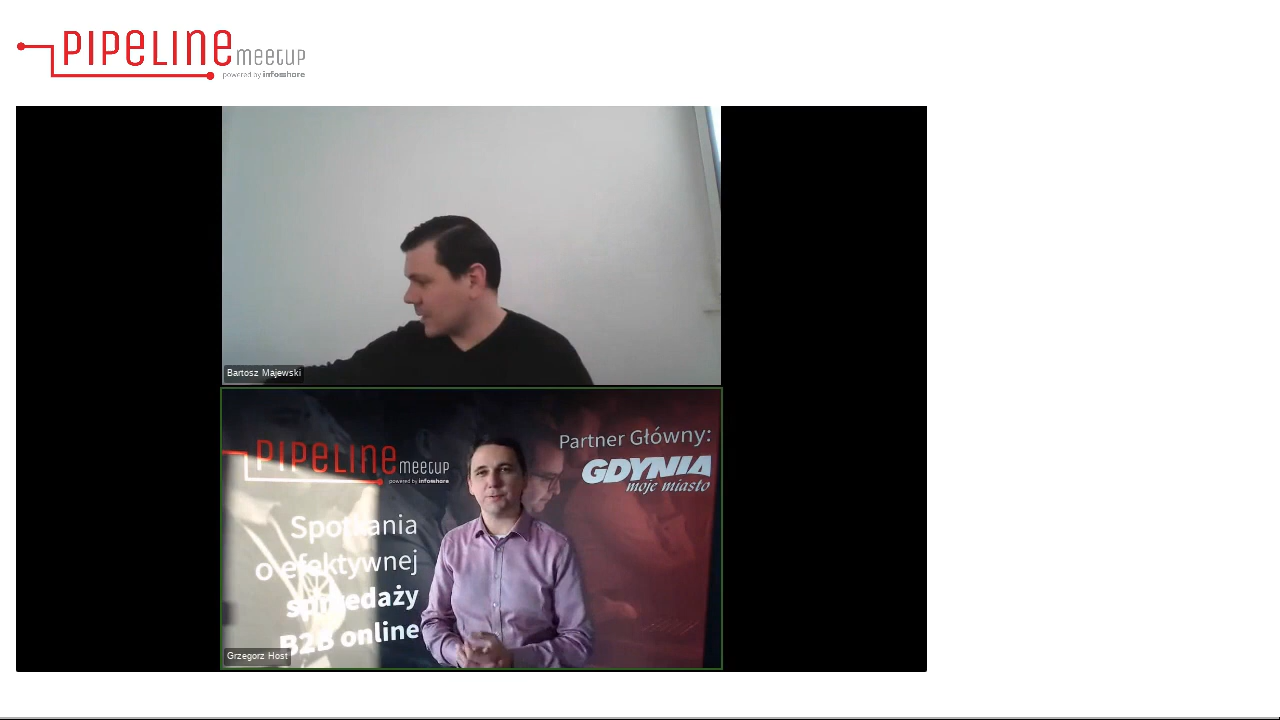 PIPELINE meetup
powered by infoshare
Bartosz Majewski
PIPELINE meetup
powered by infoshare
Partner Główny:
GDYNIA
moje miasto
Spotkania
o efektywnej
sprzedaży
B2B online
Grzegorz Host